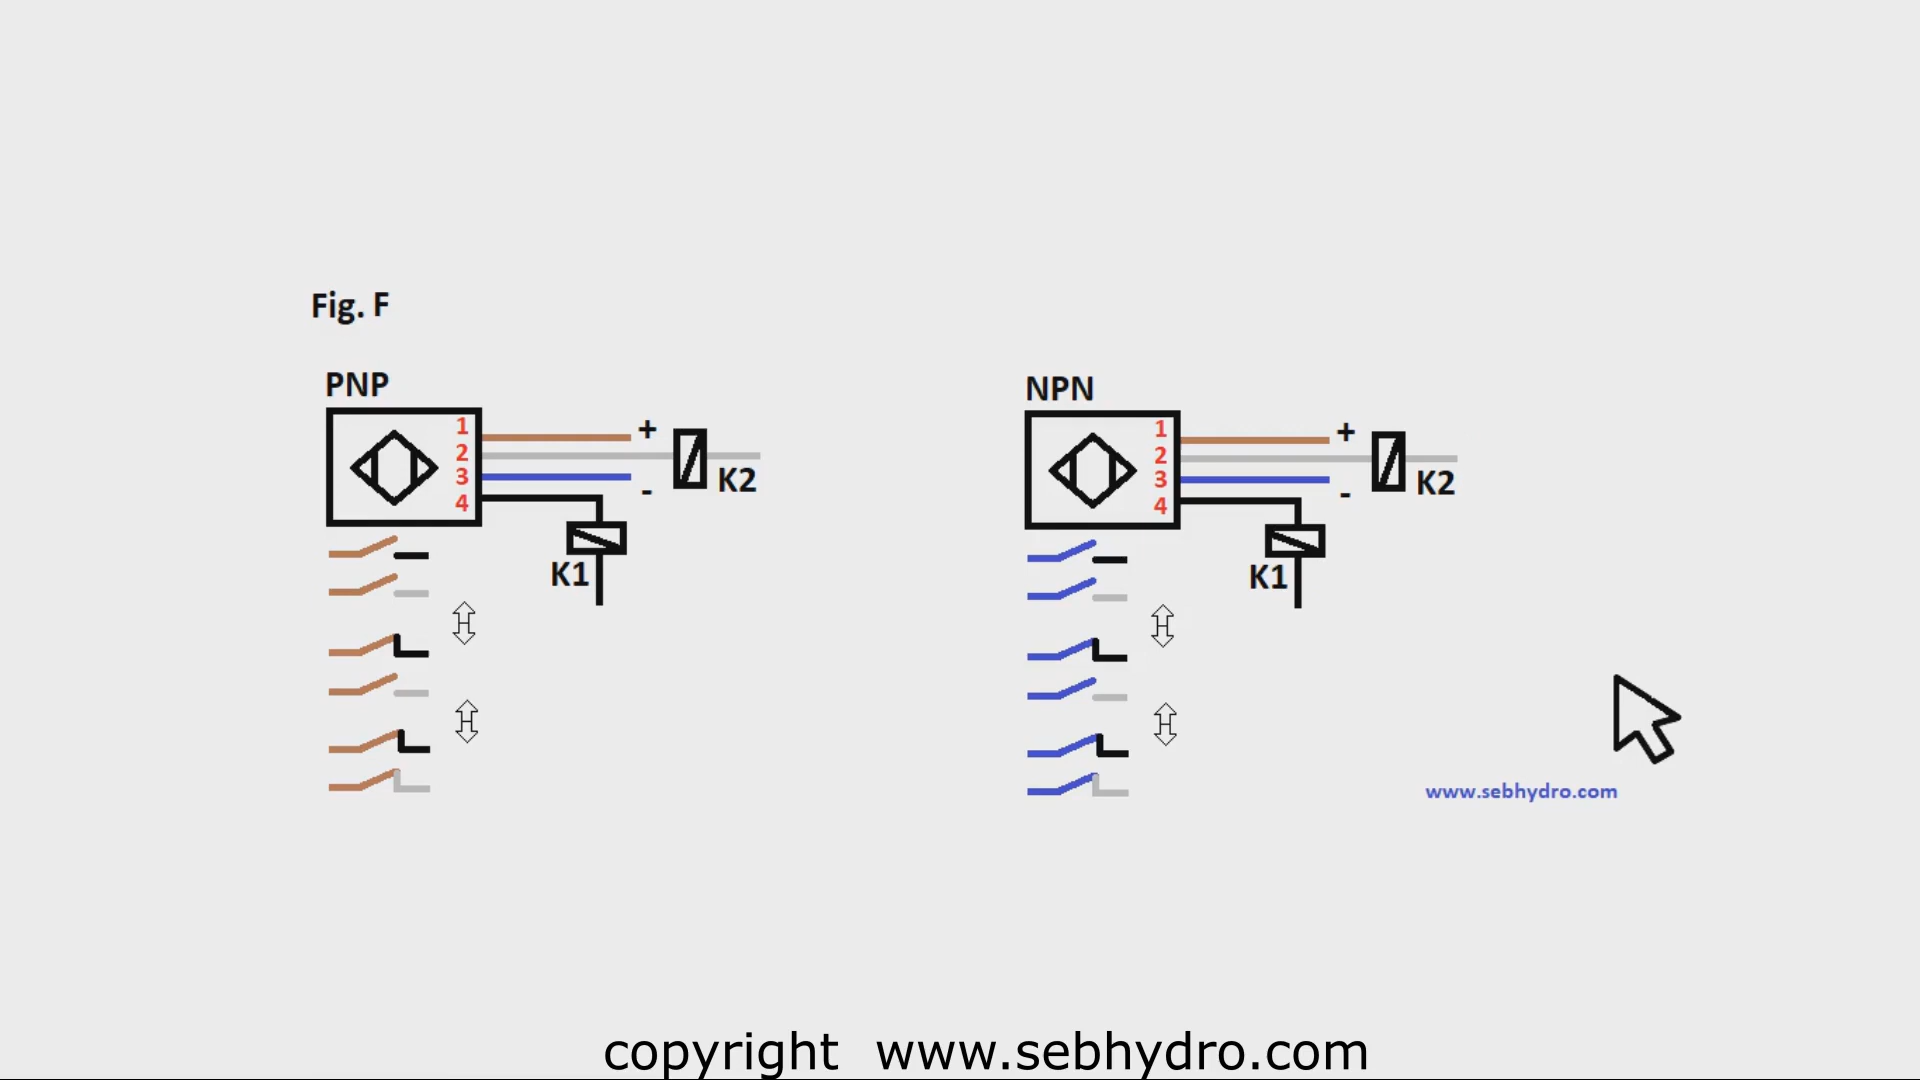 Fig. F
PNP
1
2
3
4
+
-
K2
K1
NPN
1
2
3
4
+
-
K2
K1
www.sebhydro.com
copyright www.sebhydro.com